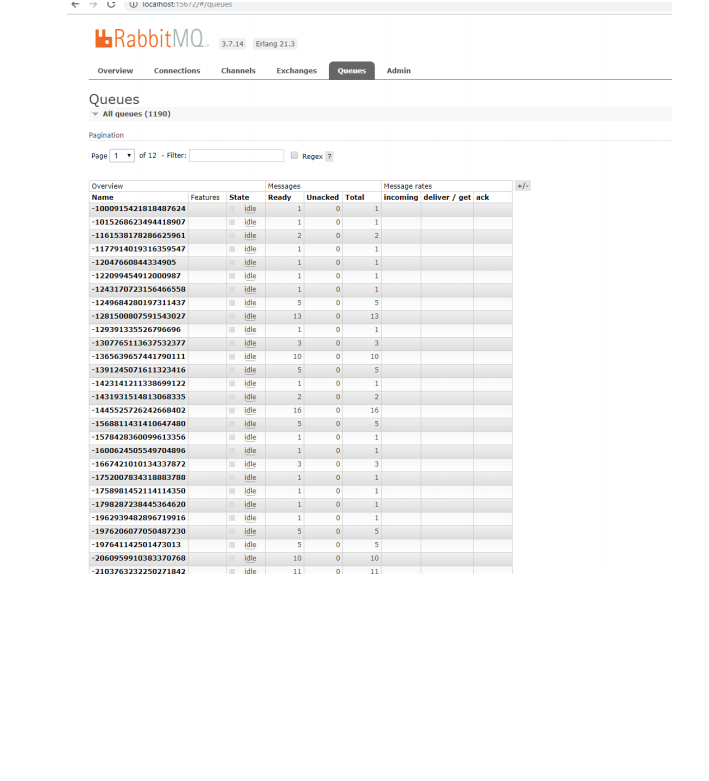 localhost:15672/#/queues
RabbitMQ 3.7.14 Erlang 21.3
Overview Connections Channels Exchanges Queues Admin
Queues
All queues (1190)
Pagination
Page 1 of 12 - Filter: Regex ?
Overview Messages Message rates +/-
Name Features State Ready Unacked Total incoming deliver / get ack
-1000915421818487624 idle 1 0 1
-1015268623494418907 idle 1 0 1
-1161538178286625961 idle 2 0 2
-1177914019316359547 idle 1 0 1
-12047660844334905 idle 1 0 1
-122099454912000987 idle 1 0 1
-1243170723156466558 idle 1 0 1
-1249684280197311437 idle 5 0 5
-1281500807591543027 idle 13 0 13
-129391335526796696 idle 1 0 1
-1307765113637532377 idle 3 0 3
-1365639657441790111 idle 10 0 10
-1391245071611323416 idle 5 0 5
-1423141211338699122 idle 1 0 1
-1431931514813068335 idle 2 0 2
-1445525726242668402 idle 16 0 16
-1568811431410647480 idle 5 0 5
-1578428360099613356 idle 1 0 1
-1600624505549704896 idle 1 0 1
-1667421010134337872 idle 3 0 3
-1752007834318883788 idle 1 0 1
-1758981452114114350 idle 1 0 1
-1798287238445364620 idle 1 0 1
-1962939482896719916 idle 1 0 1
-1976206077050487230 idle 5 0 5
-197641142501473013 idle 5 0 5
-2060959910383370768 idle 10 0 10
-2103763232250271842 idle 11 0 11